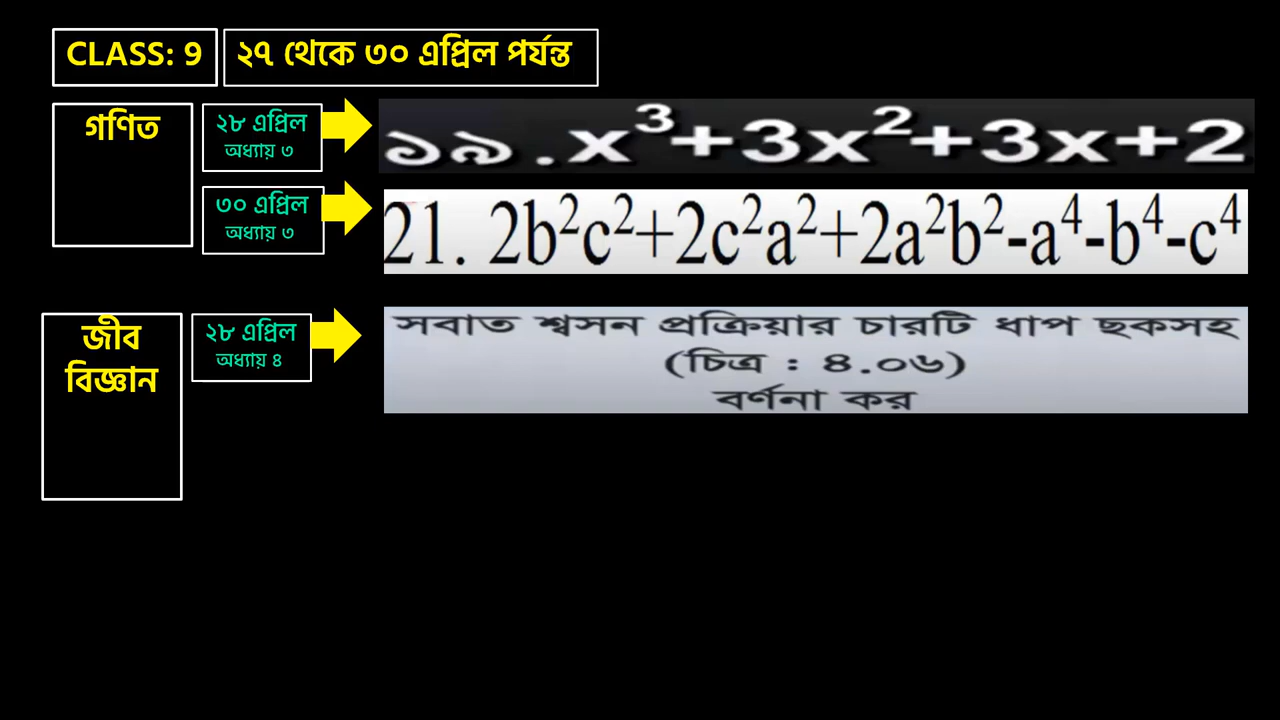 CLASS: 9
২৭ থেকে ৩০ এপ্রিল পর্যন্ত
গণিত
২৮ এপ্রিল
অধ্যায় ৩
১৯. x³+3x²+3x+2
৩০ এপ্রিল
অধ্যায় ৩
21. 2b²c²+2c²a²+2a²b²-a⁴-b⁴-c⁴
জীব
বিজ্ঞান
২৮ এপ্রিল
অধ্যায় ৪
সবাত শ্বসন প্রক্রিয়ার চারটি ধাপ ছকসহ
(চিত্র : ৪.০৬)
বর্ণনা কর